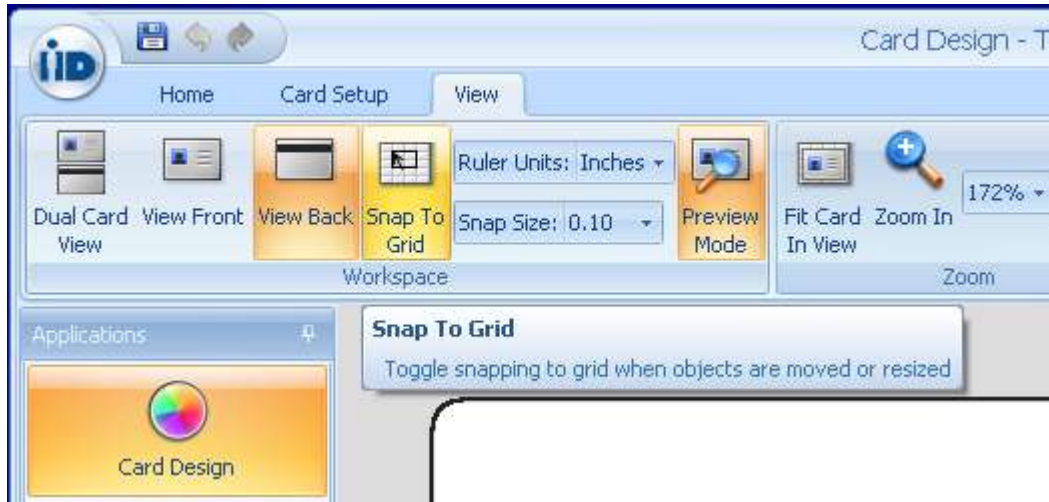 Card Design - T
iiD
Home Card Setup View
Dual Card View
View Front
View Back
Snap To Grid
Ruler Units: Inches
Snap Size: 0.10
Preview Mode
Fit Card In View
Zoom In
172%
Workspace
Zoom
Applications
Snap To Grid
Toggle snapping to grid when objects are moved or resized
Card Design